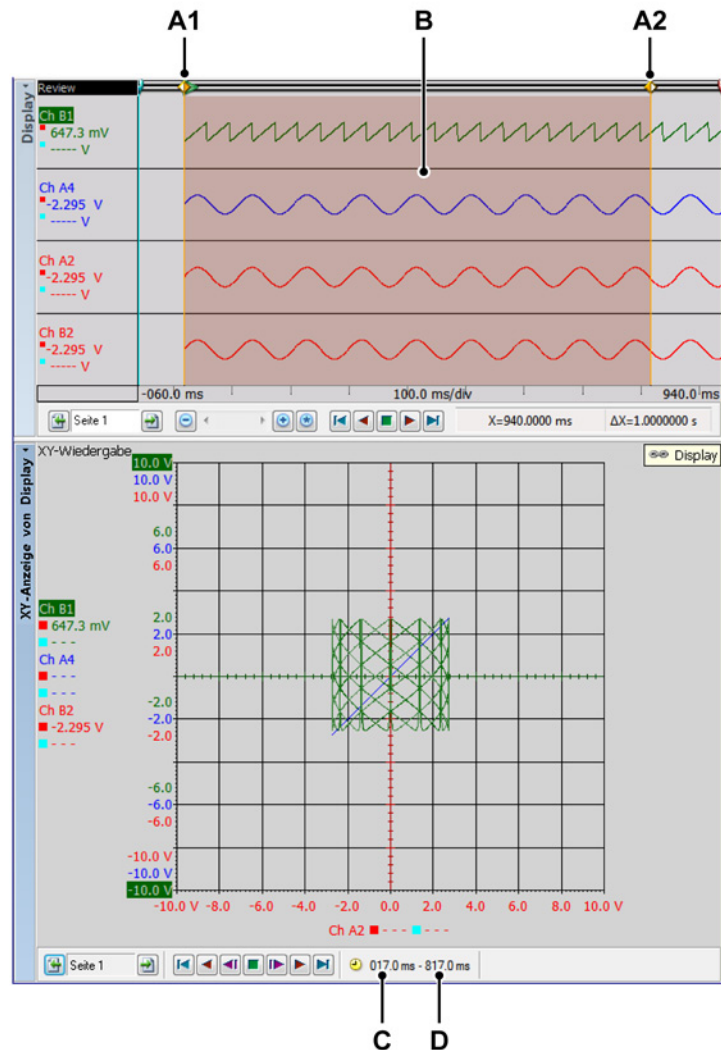 A1 B A2
Display
Review
Ch B1
647.3 mV
----- V
Ch A4
-2.295 V
----- V
Ch A2
-2.295 V
----- V
Ch B2
-2.295 V
----- V
-060.0 ms 100.0 ms/div 940.0 ms
Seite 1 X=940.0000 ms ΔX=1.0000000 s
XY-Anzeige von Display
XY-Wiedergabe
Display
10.0 V
10.0 V
10.0 V
6.0
6.0
6.0
Ch B1
647.3 mV
- - -
Ch A4
- - -
- - -
Ch B2
-2.295 V
- - -
2.0
2.0
2.0
-2.0
-2.0
-2.0
-6.0
-6.0
-6.0
-10.0 V
-10.0 V
-10.0 V
-10.0 V -8.0 -6.0 -4.0 -2.0 0.0 2.0 4.0 6.0 8.0 10.0 V
Ch A2 - - - - - -
Seite 1 017.0 ms - 817.0 ms
C D